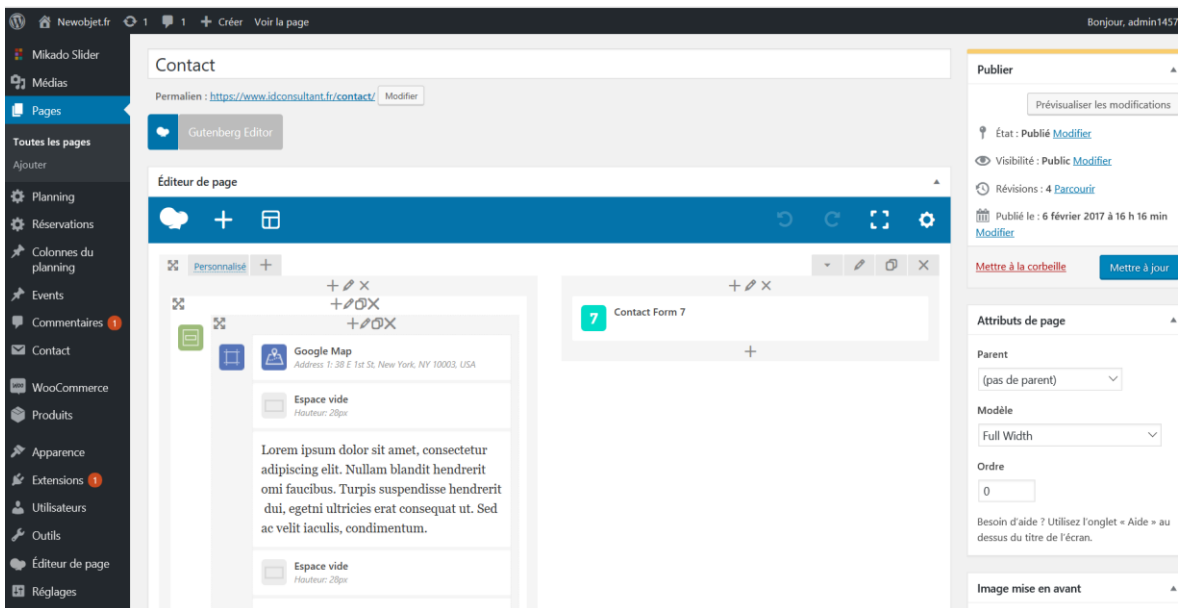 Newobjet.fr 1 1 + Créer Voir la page
Bonjour, admin1457
Mikado Slider
Médias
Pages
Toutes les pages
Ajouter
Planning
Réservations
Colonnes du
planning
Events
Commentaires 1
Contact
WooCommerce
Produits
Apparence
Extensions 1
Utilisateurs
Outils
Éditeur de page
Réglages
Contact
Permalien : https://www.idconsultant.fr/contact/ Modifier
Gutenberg Editor
Éditeur de page
Personnalisé
Google Map
Address 1: 38 E 1st St, New York, NY 10003, USA
Espace vide
Hauteur: 28px
Lorem ipsum dolor sit amet, consectetur
adipiscing elit. Nullam blandit hendrerit
omi faucibus. Turpis suspendisse hendrerit
dui, egetni ultricies erat consequat ut. Sed
ac velit iaculis, condimentum.
Espace vide
Hauteur: 28px
7 Contact Form 7
Publier
Prévisualiser les modifications
État : Publié Modifier
Visibilité : Public Modifier
Révisions : 4 Parcourir
Publié le : 6 février 2017 à 16 h 16 min
Modifier
Mettre à la corbeille Mettre à jour
Attributs de page
Parent
(pas de parent)
Modèle
Full Width
Ordre
0
Besoin d'aide ? Utilisez l'onglet « Aide » au
dessus du titre de l'écran.
Image mise en avant